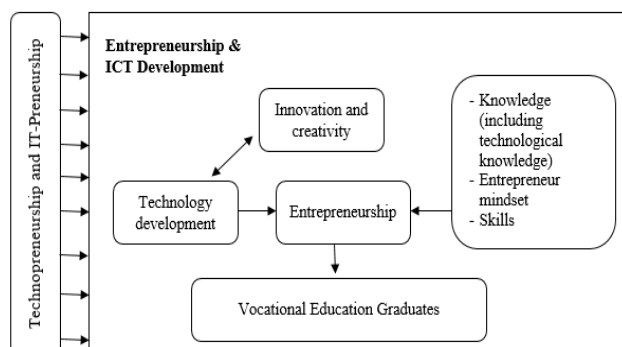 Technopreneurship and IT-Preneurship
Entrepreneurship &
ICT Development
Innovation and
creativity
- Knowledge
(including
technological
knowledge)
- Entrepreneur
mindset
- Skills
Technology
development
Entrepreneurship
Vocational Education Graduates